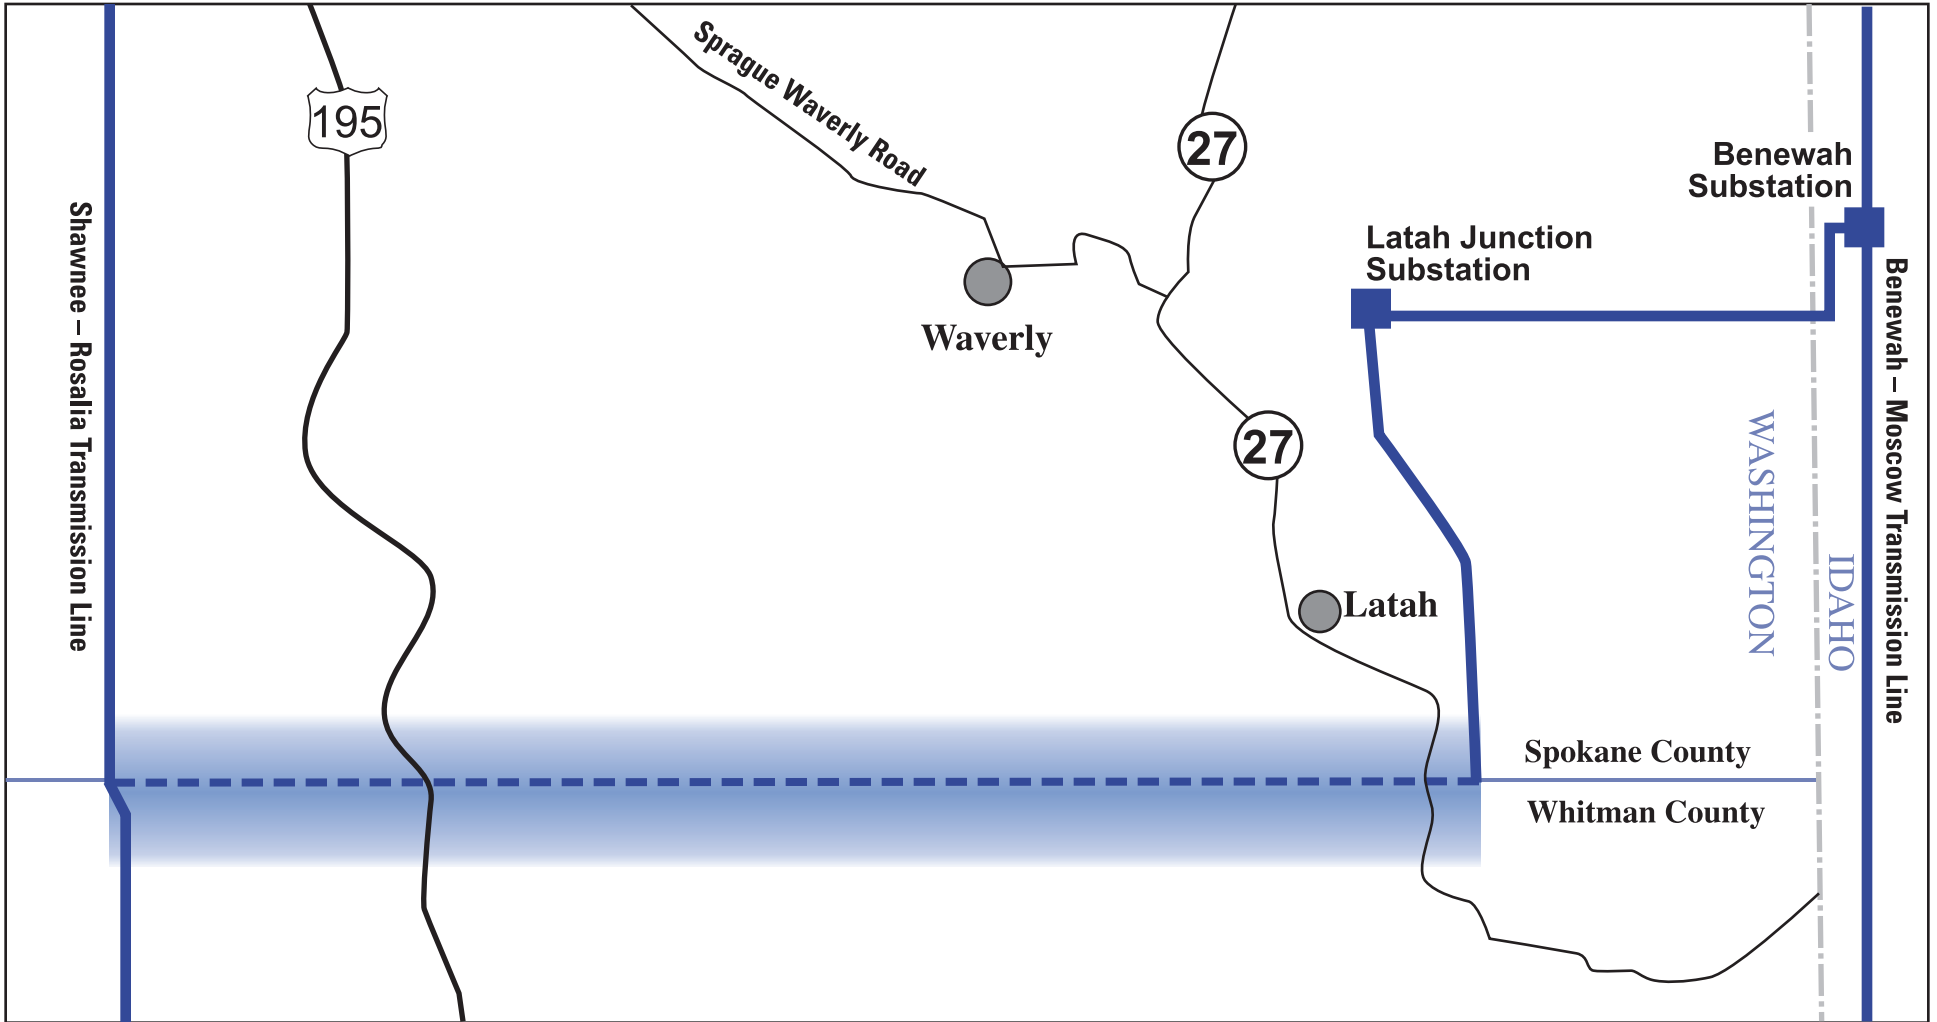 Sprague Waverly Road
195
27
Benewah
Substation
Shawnee – Rosalia Transmission Line
Latah Junction
Substation
Benewah – Moscow Transmission Line
Waverly
27
WASHINGTON
IDAHO
Latah
Spokane County
Whitman County